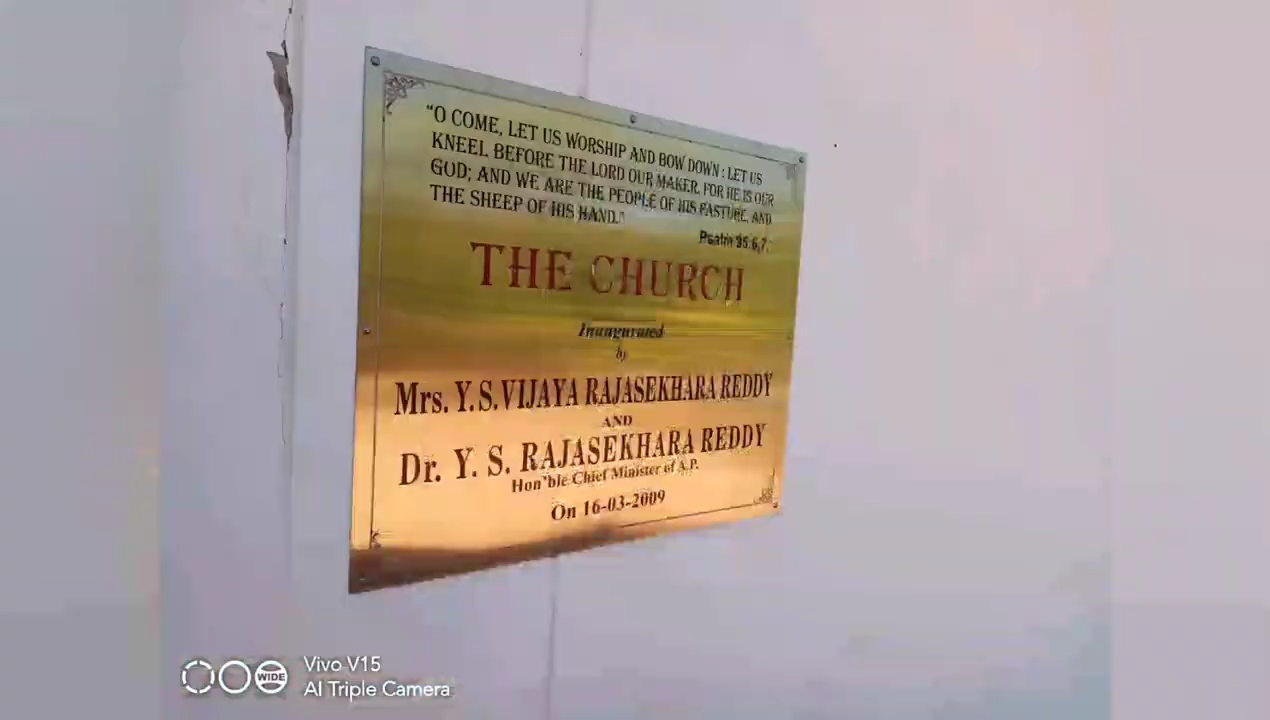 "O COME, LET US WORSHIP AND BOW DOWN : LET US
KNEEL BEFORE THE LORD OUR MAKER. FOR HE IS OUR
GOD; AND WE ARE THE PEOPLE OF HIS PASTURE, AND
THE SHEEP OF HIS HAND."
Psalm 95:6,7.
THE CHURCH
Inaugurated
by
Mrs. Y.S. VIJAYA RAJASEKHARA REDDY
AND
Dr. Y. S. RAJASEKHARA REDDY
Hon'ble Chief Minister of A.P.
On 16-03-2009
WIDE
Vivo V15
AI Triple Camera